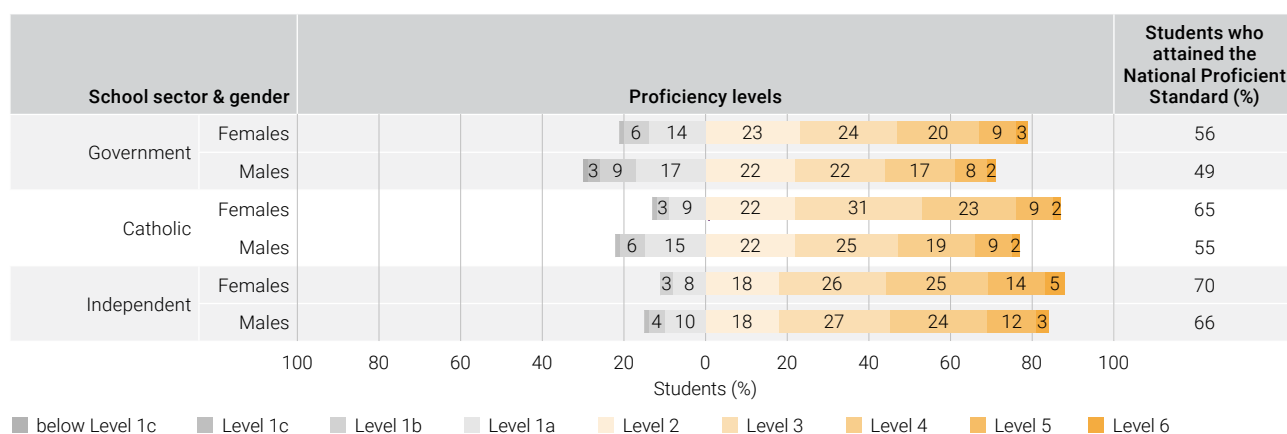 School sector & gender
Proficiency levels
Students who
attained the
National Proficient
Standard (%)
Government
Females 6 14 23 24 20 9 3 56
Males 3 9 17 22 22 17 8 2 49
Catholic
Females 3 9 22 31 23 9 2 65
Males 6 15 22 25 19 9 2 55
Independent
Females 3 8 18 26 25 14 5 70
Males 4 10 18 27 24 12 3 66
100 80 60 40 20 0 20 40 60 80 100
Students (%)
below Level 1c Level 1c Level 1b Level 1a Level 2 Level 3 Level 4 Level 5 Level 6